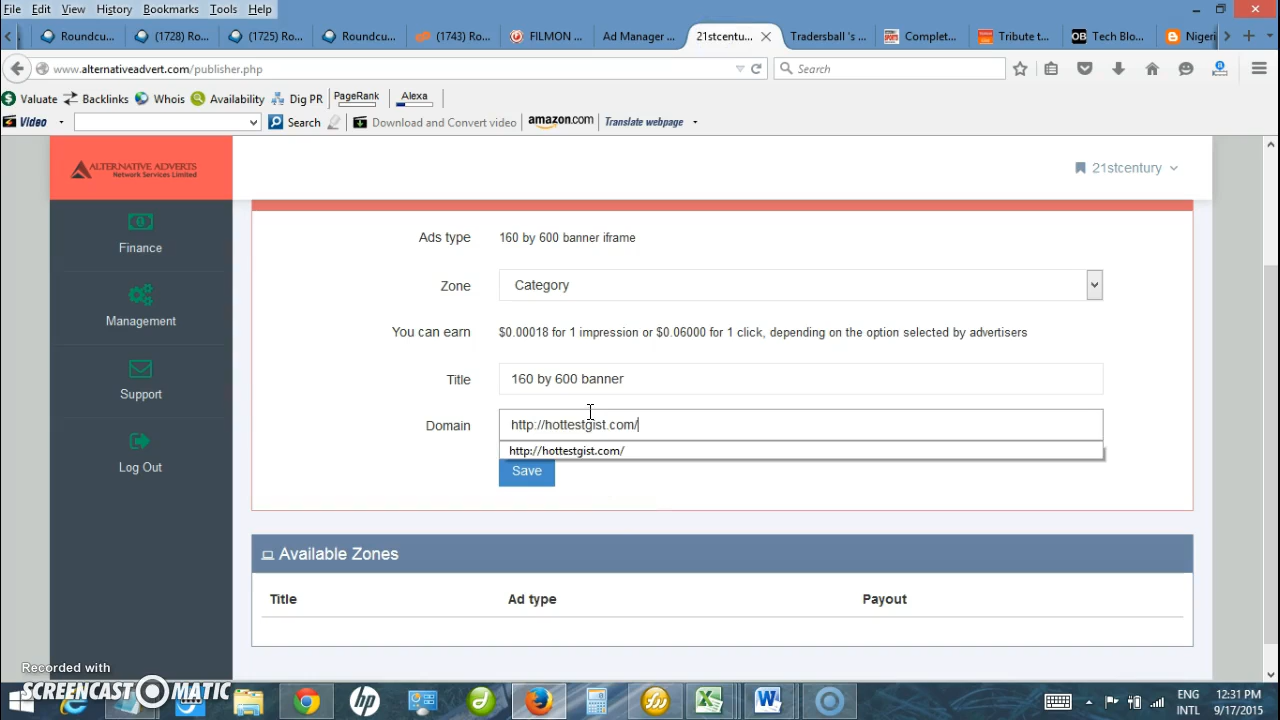 File Edit View History Bookmarks Tools Help
Roundcu... (1728) Ro... (1725) Ro... Roundcu... (1743) Ro... FILMON ... Ad Manager ... 21stcentu... Tradersball 's ... Complet... Tribute t... OB Tech Blo... Nigeri
www.alternativeadvert.com/publisher.php Search
Valuate Backlinks Whois Availability Dig PR PageRank Alexa
Video Search Download and Convert video amazon.com Translate webpage
ALTERNATIVE ADVERTS
Network Services Limited
21stcentury
Finance
Management
Support
Log Out
Ads type 160 by 600 banner iframe
Zone Category
You can earn $0.00018 for 1 impression or $0.06000 for 1 click, depending on the option selected by advertisers
Title 160 by 600 banner
Domain http://hottestgist.com/
http://hottestgist.com/
Save
Available Zones
Title Ad type Payout
Recorded with
SCREENCAST MATIC
ENG 12:31 PM
INTL 9/17/2015